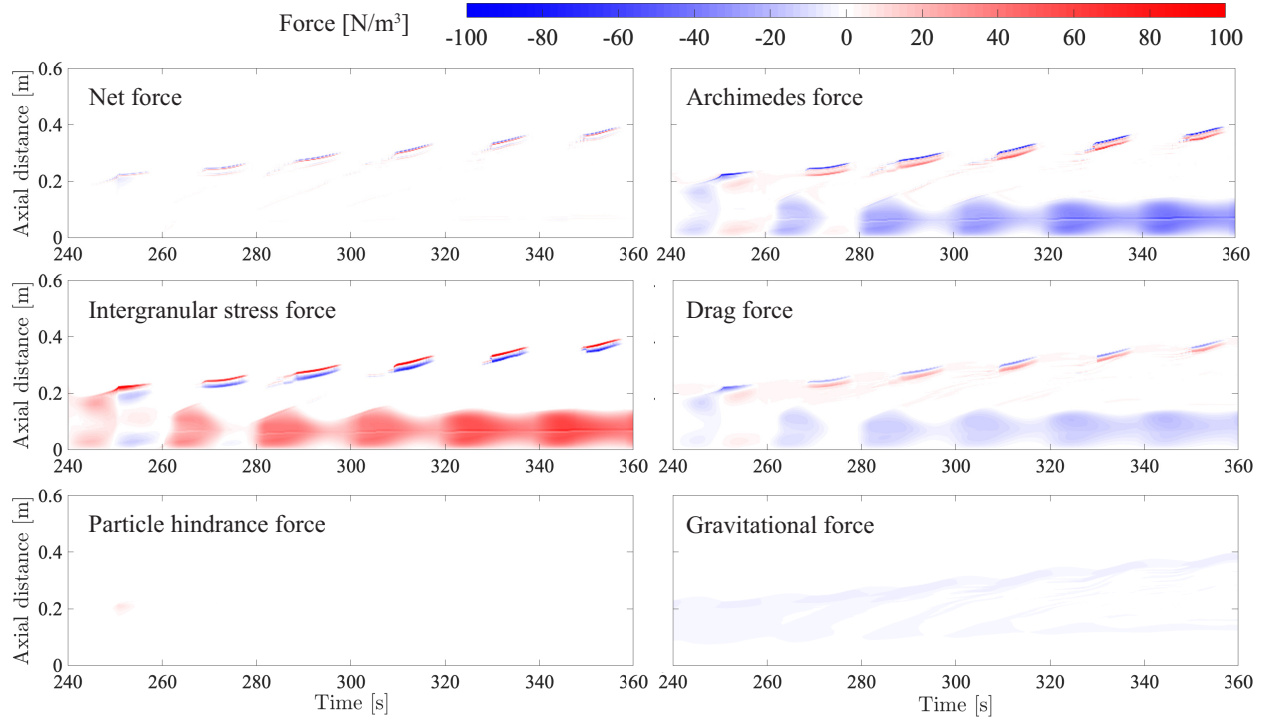 Force [N/m³]
-100 -80 -60 -40 -20 0 20 40 60 80 100
Axial distance [m]
0.6
0.4
0.2
0
Net force
240 260 280 300 320 340 360
0.6
0.4
0.2
0
Archimedes force
240 260 280 300 320 340 360
Axial distance [m]
0.6
0.4
0.2
0
Intergranular stress force
240 260 280 300 320 340 360
0.6
0.4
0.2
0
Drag force
240 260 280 300 320 340 360
Axial distance [m]
0.6
0.4
0.2
0
Particle hindrance force
240 260 280 300 320 340 360
Time [s]
0.6
0.4
0.2
0
Gravitational force
240 260 280 300 320 340 360
Time [s]